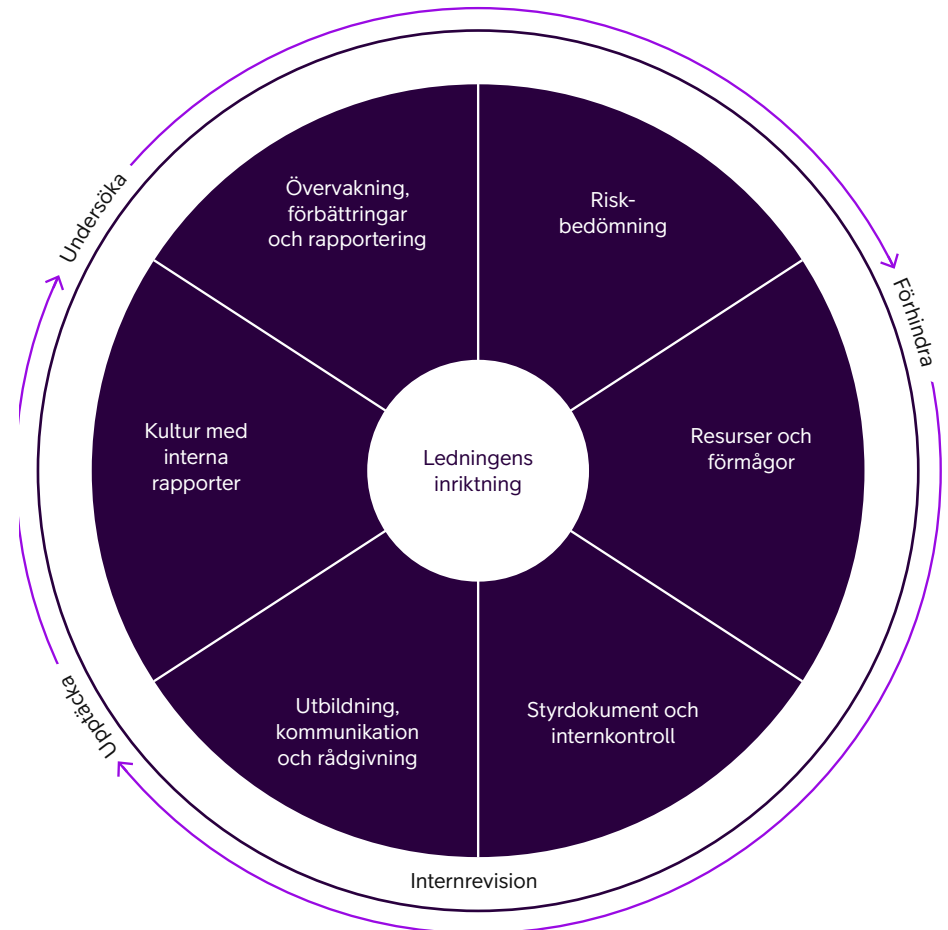 Övervakning,
förbättringar
och rapportering
Risk-
bedömning
Undersöka
Förhindra
Kultur med
interna
rapporter
Ledningens
inriktning
Resurser och
förmågor
Upptäcka
Utbildning,
kommunikation
och rådgivning
Styrdokument och
internkontroll
Internrevision